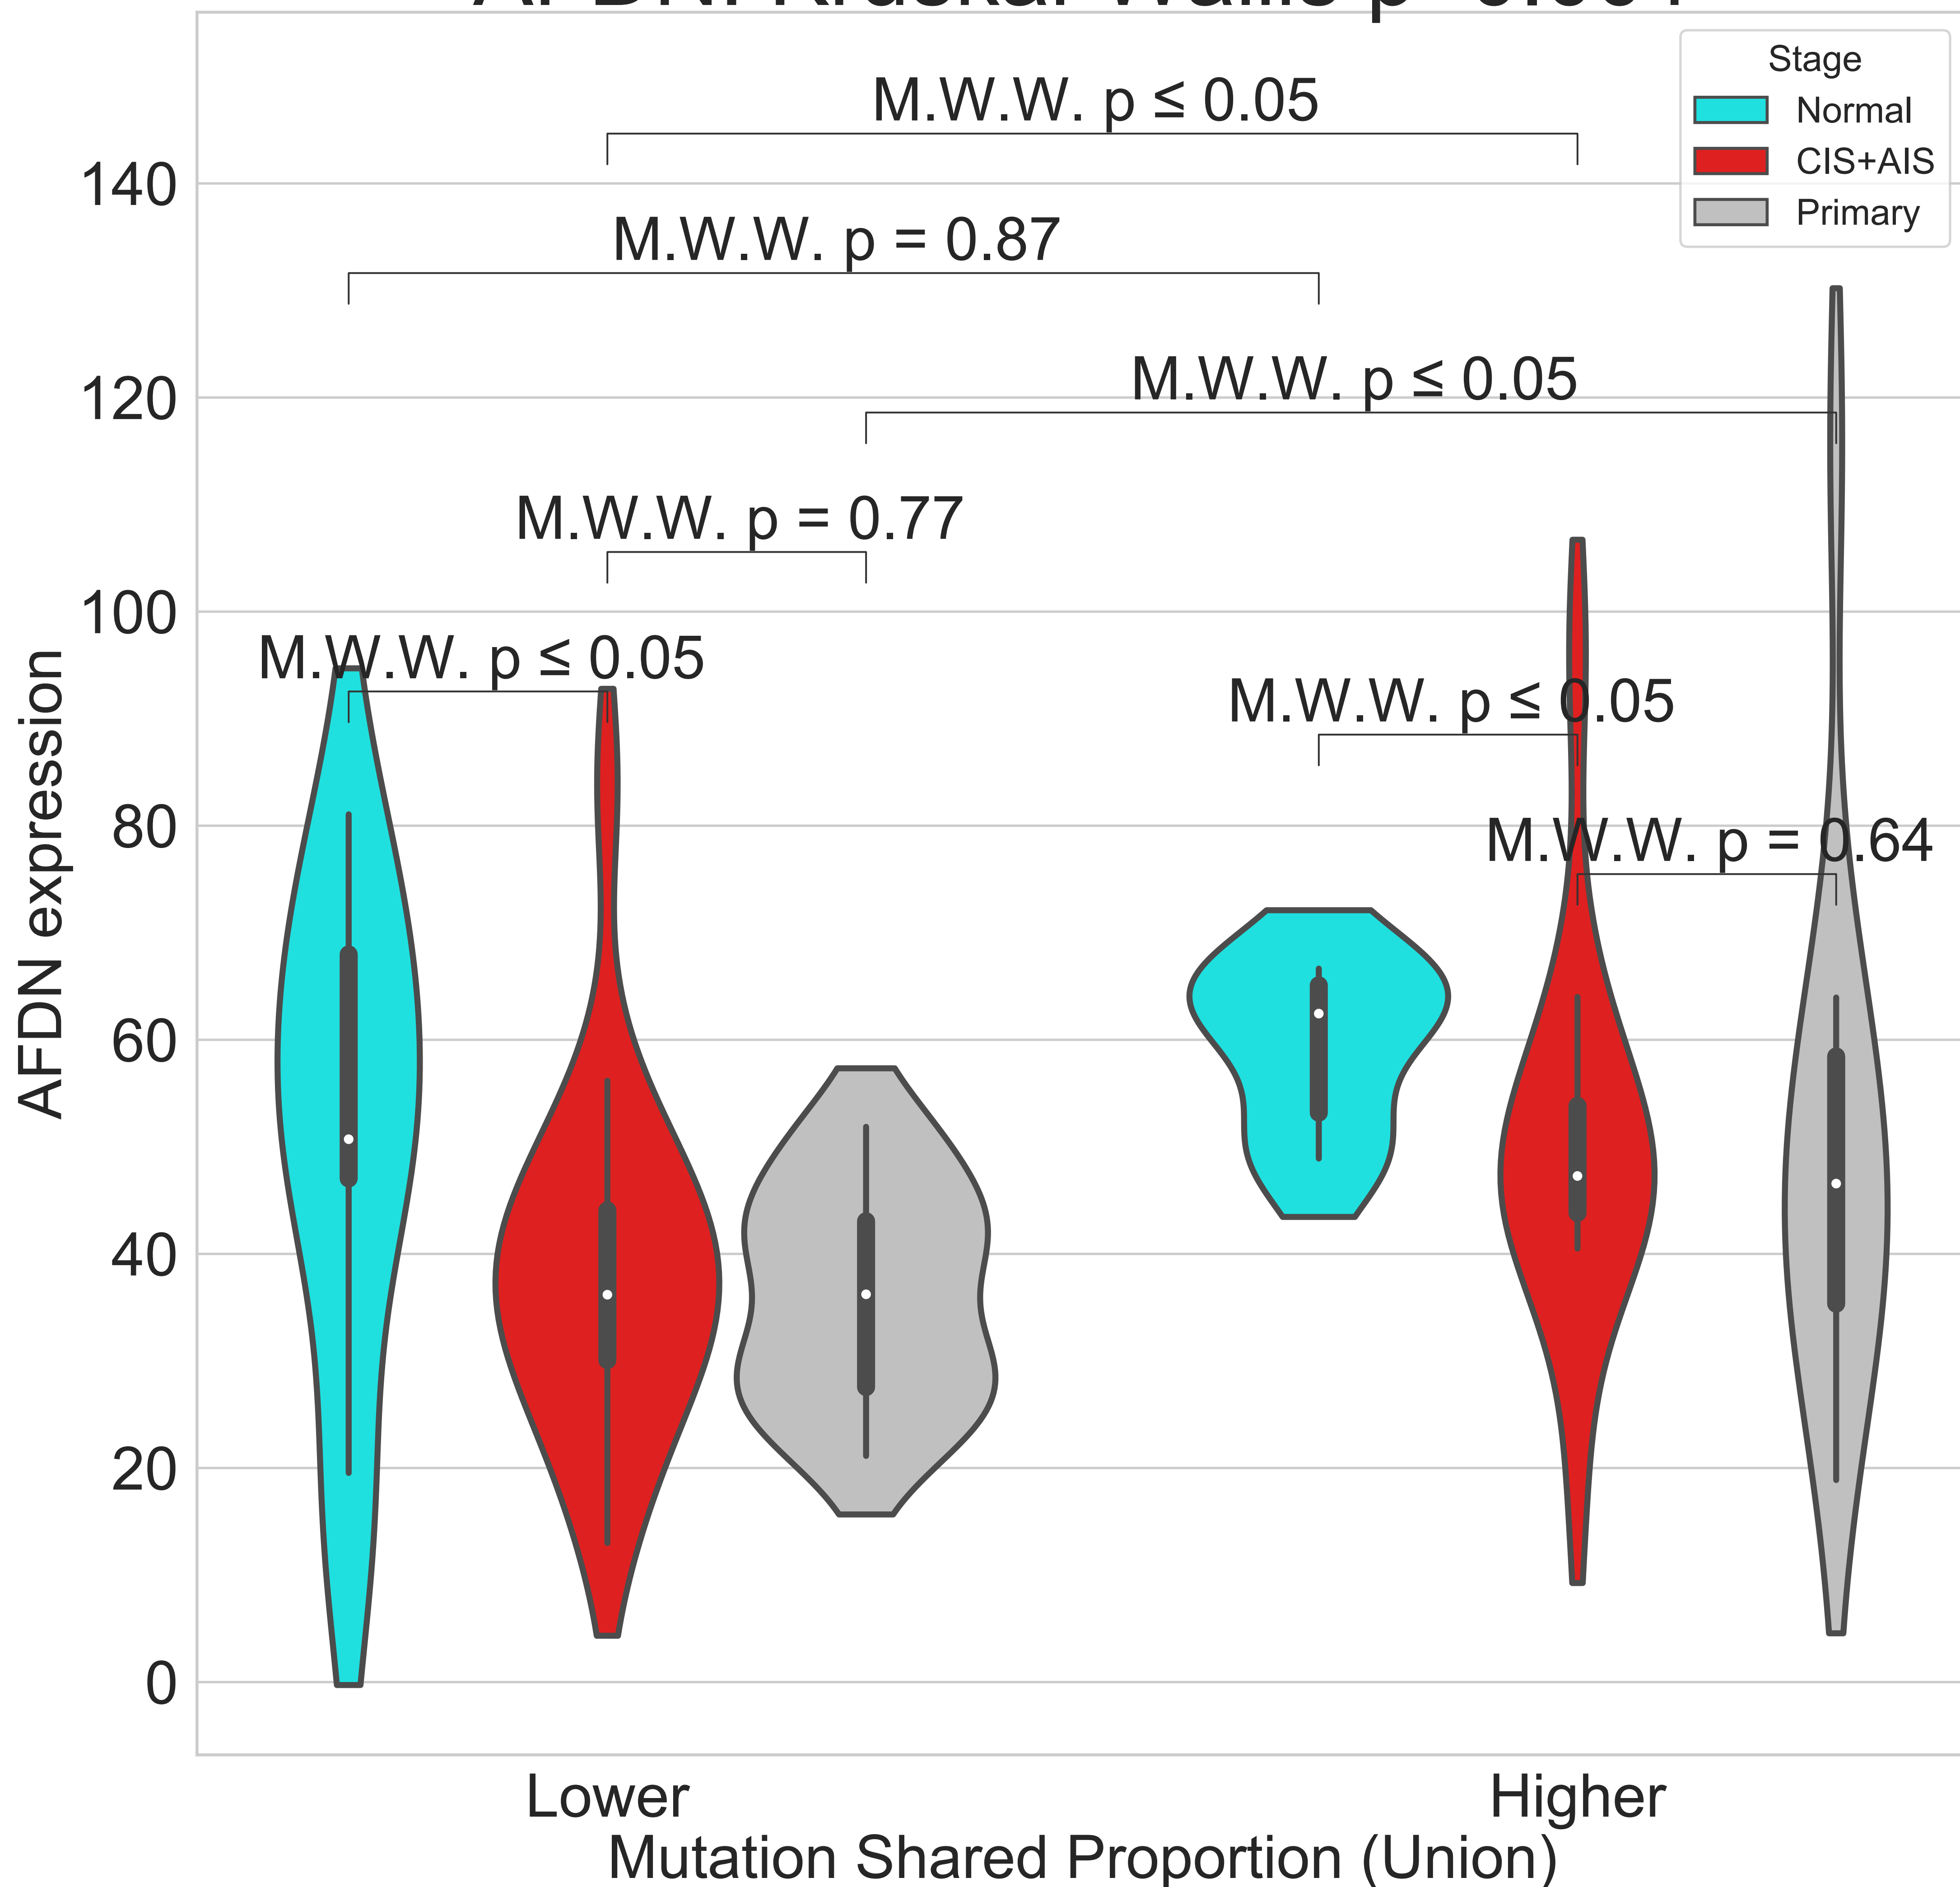 Stage
Normal
CIS+AIS
Primary
M.W.W. p ≤ 0.05
140
M.W.W. p = 0.87
120
M.W.W. p ≤ 0.05
M.W.W. p = 0.77
100
M.W.W. p ≤ 0.05
M.W.W. p ≤ 0.05
80
M.W.W. p = 0.64
60
40
20
0
AFDN expression
Lower
Higher
Mutation Shared Proportion (Union)